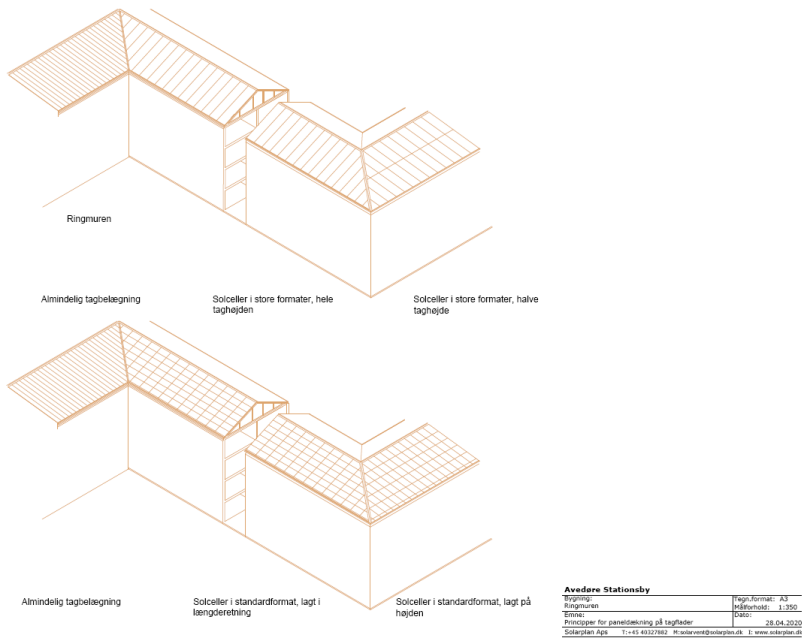 Ringmuren
Almindelig tagbelægning
Solceller i store formater, hele
taghøjden
Solceller i store formater, halve
taghøjde
Almindelig tagbelægning
Solceller i standardformat, lagt i
længderetning
Solceller i standardformat, lagt på
højden
Avedøre Stationsby
Bygning:
Ringmuren
Tegn.format: A3
Målforhold: 1:350
Emne:
Principper for paneldækning på tagflader
Dato:
28.04.2020
Solarplan Aps T:+45 40327882 M:solarvent@solarplan.dk I: www.solarplan.dk